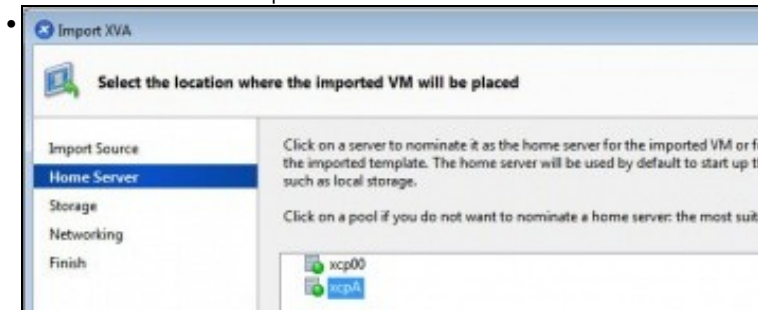 Import XVA
Select the location where the imported VM will be placed
Import Source
Home Server
Storage
Networking
Finish
Click on a server to nominate it as the home server for the imported VM or f
the imported template. The home server will be used by default to start up t
such as local storage.
Click on a pool if you do not want to nominate a home server: the most suit
xcp00
xcpA